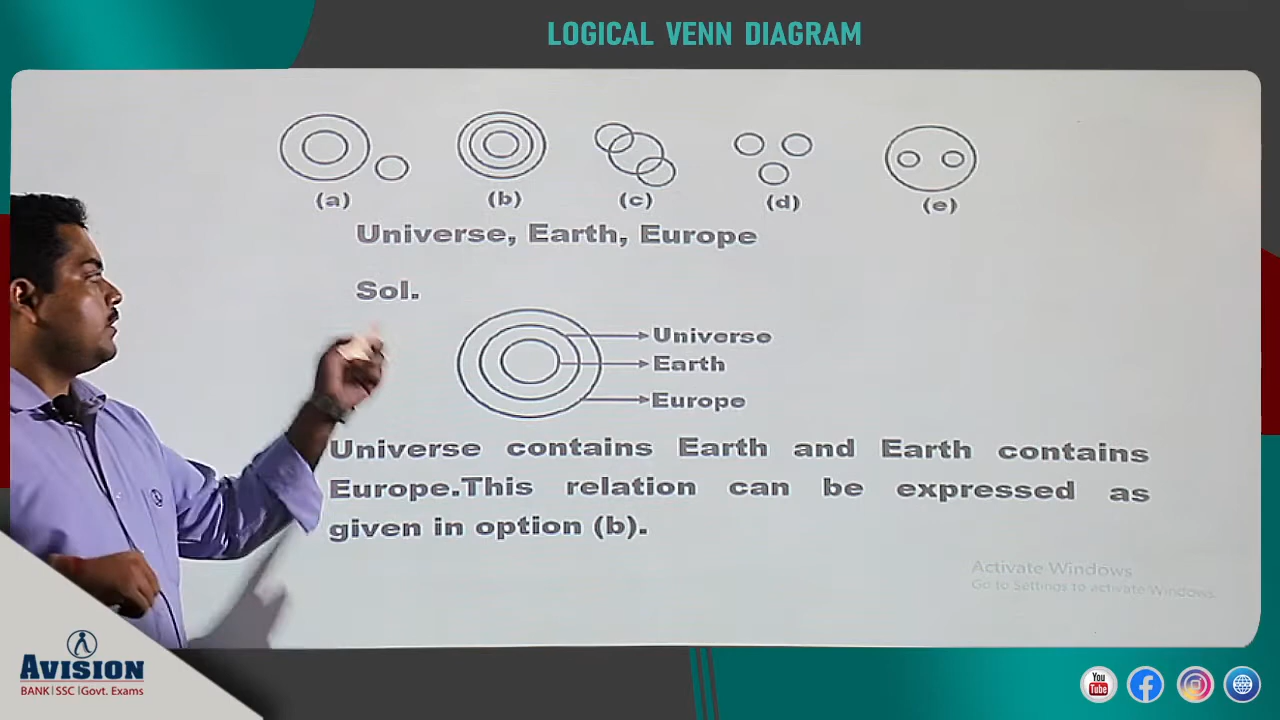 LOGICAL VENN DIAGRAM
(a) (b) (c) (d) (e)
Universe, Earth, Europe
Sol.
Universe
Earth
Europe
Universe contains Earth and Earth contains
Europe.This relation can be expressed as
given in option (b).
Activate Windows
Go to Settings to activate Windows.
AVISION
BANK|SSC|Govt. Exams
You
Tube